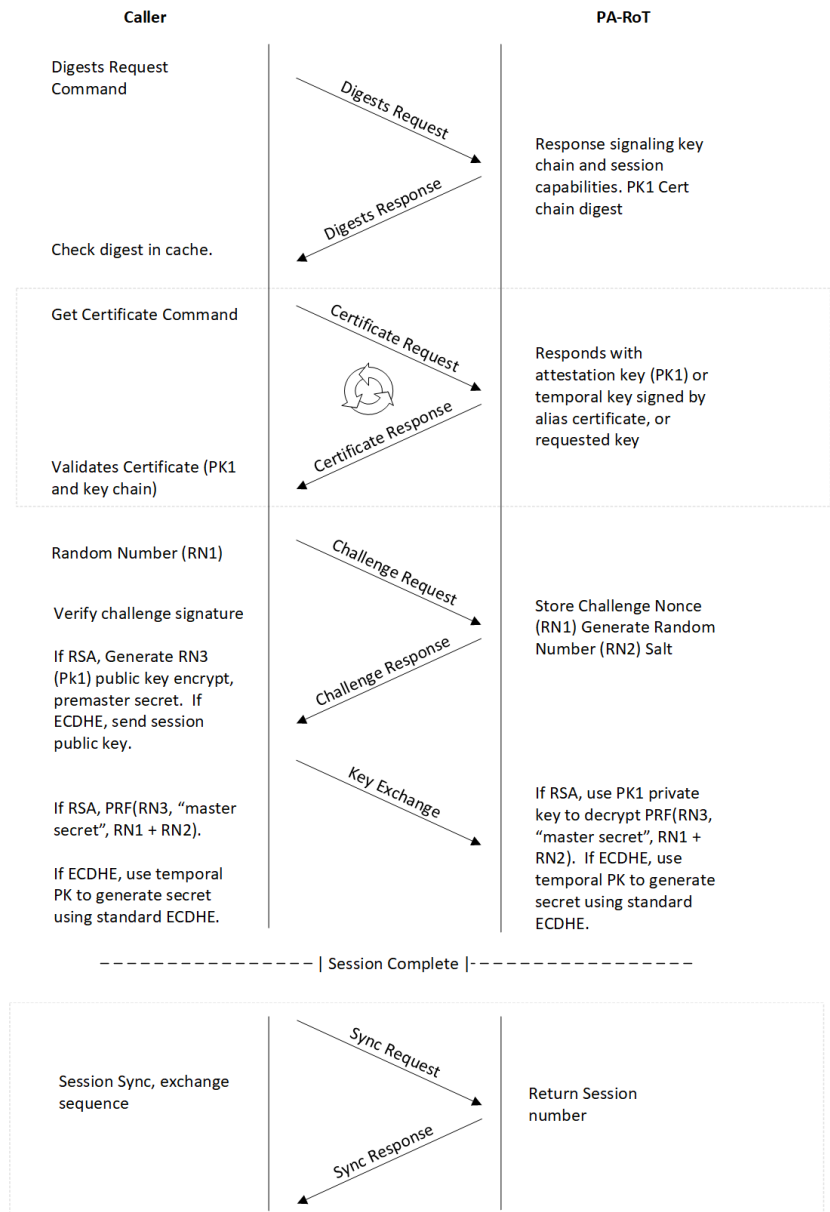 Caller
PA-RoT
Digests Request
Command
Digests Request
Response signaling key
chain and session
capabilities. PK1 Cert
chain digest
Digests Response
Check digest in cache.
Get Certificate Command
Certificate Request
Responds with
attestation key (PK1) or
temporal key signed by
alias certificate, or
requested key
Certificate Response
Validates Certificate (PK1
and key chain)
Random Number (RN1)
Challenge Request
Verify challenge signature
Store Challenge Nonce
(RN1) Generate Random
Number (RN2) Salt
If RSA, Generate RN3
(Pk1) public key encrypt,
premaster secret.  If
ECDHE, send session
public key.
Challenge Response
Key Exchange
If RSA, PRF(RN3, “master
secret”, RN1 + RN2).
If ECDHE, use temporal
PK to generate secret
using standard ECDHE.
If RSA, use PK1 private
key to decrypt PRF(RN3,
“master secret”, RN1 +
RN2).  If ECDHE, use
temporal PK to generate
secret using standard
ECDHE.
| Session Complete |
Sync Request
Session Sync, exchange
sequence
Return Session
number
Sync Response